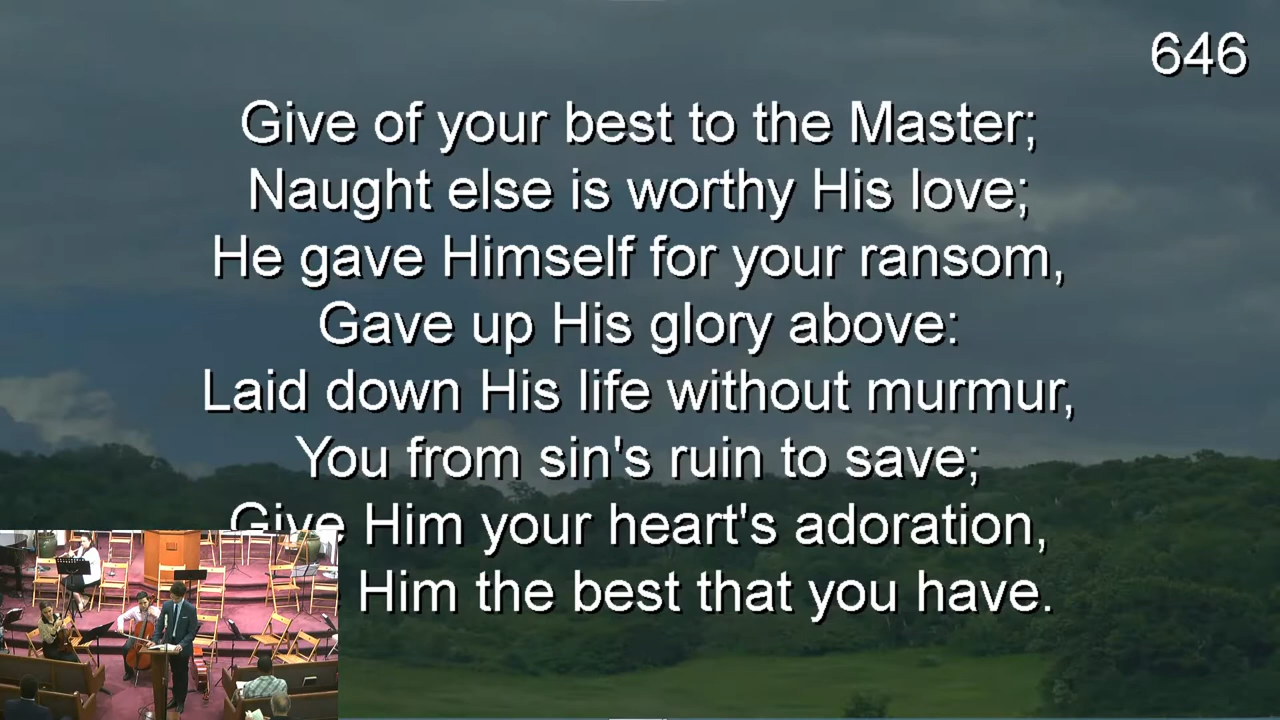 646
Give of your best to the Master;
Naught else is worthy His love;
He gave Himself for your ransom,
Gave up His glory above:
Laid down His life without murmur,
You from sin's ruin to save;
Give Him your heart's adoration,
Him the best that you have.